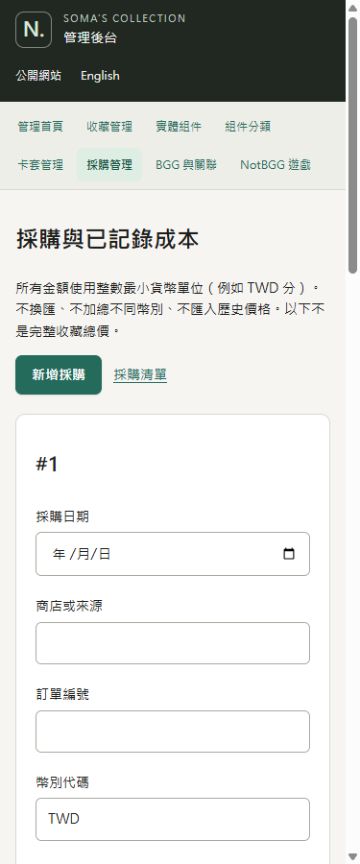 N.
SOMA'S COLLECTION
管理後台
公開網站 English
管理首頁 收藏管理 實體組件 組件分類
卡套管理 採購管理 BGG 與關聯 NotBGG 遊戲
採購與已記錄成本
所有金額使用整數最小貨幣單位（例如 TWD 分）。
不換匯、不加總不同幣別、不匯入歷史價格。以下不
是完整收藏總價。
新增採購 採購清單
#1
採購日期
年 /月/日
商店或來源
訂單編號
幣別代碼
TWD